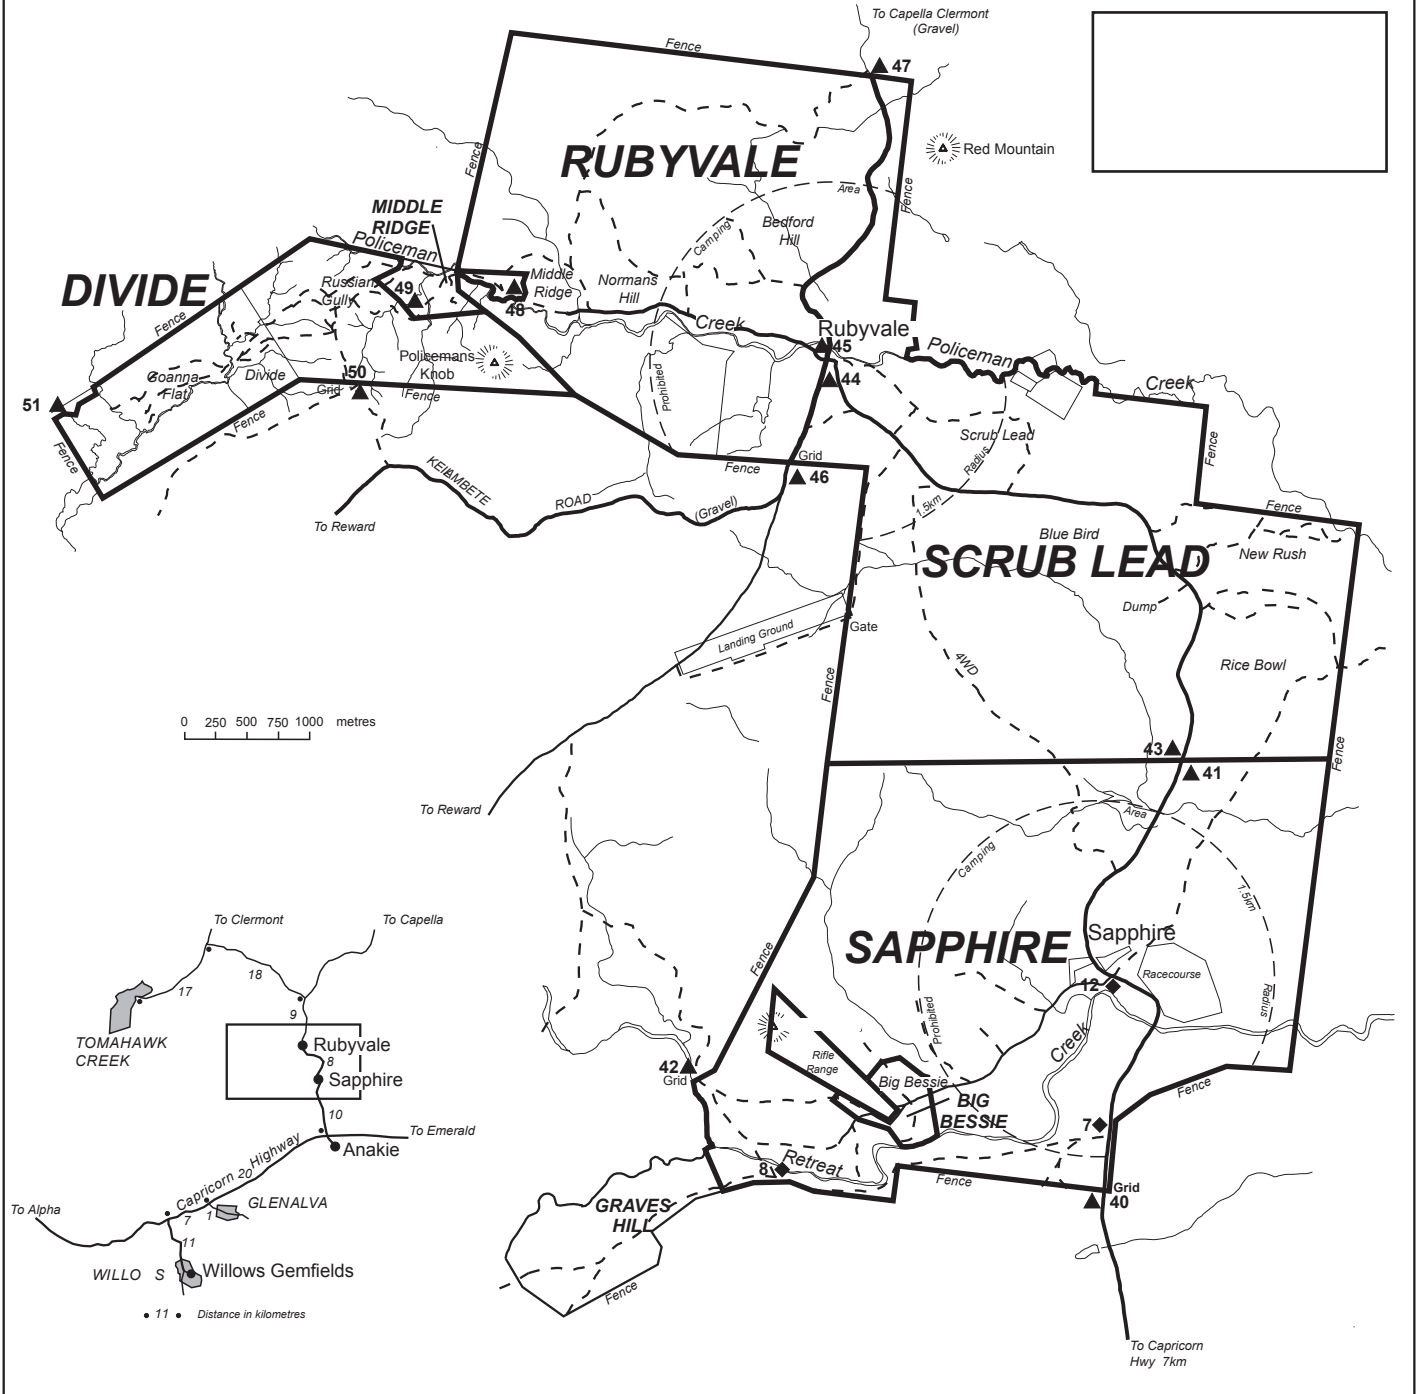 To Capella Clermont
(Gravel)
Fence
47
RUBYVALE
Red Mountain
Fence
Area
Fence
MIDDLE
RIDGE
Camping
Bedford
Hill
Policeman
DIVIDE
Russian
Gully
49
Middle
Ridge
48
Normans
Hill
Fence
Creek
Rubyvale
45
Policeman
Policemans
Knob
Goanna
Flat
Divide
50
Grid
Fence
44
Creek
Prohibited
51
Fence
Fence
Scrub Lead
Fence
Grid
Fence
46
Radius
KEILAMBETE
ROAD
(Gravel)
1.5km
To Reward
Fence
Blue Bird
SCRUB LEAD
New Rush
Dump
Landing Ground
Gate
4WD
Rice Bowl
Fence
0 250 500 750 1000 metres
43
Fence
41
To Reward
Area
Camping
1.5km
To Clermont
To Capella
SAPPHIRE
Sapphire
Fence
18
17
12
Racecourse
9
Prohibited
Radius
TOMAHAWK
CREEK
Rubyvale
8
Sapphire
Creek
Rifle
Range
42
Grid
Big Bessie
Fence
10
BIG
BESSIE
To Emerald
7
Anakie
Capricorn 20 Highway
8
Retreat
Fence
Grid
40
GLENALVA
To Alpha
7
1
GRAVES
HILL
11
WILLO S
Willows Gemfields
Fence
11 Distance in kilometres
To Capricorn
Hwy 7km